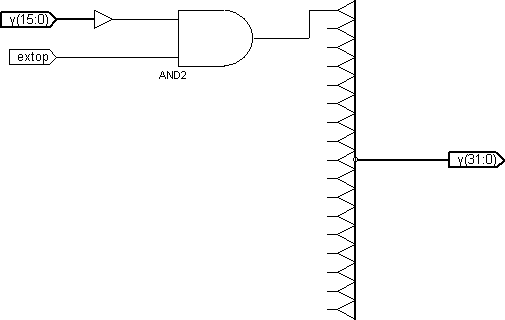 y(15:0)
extop
AND2
y(31:0)